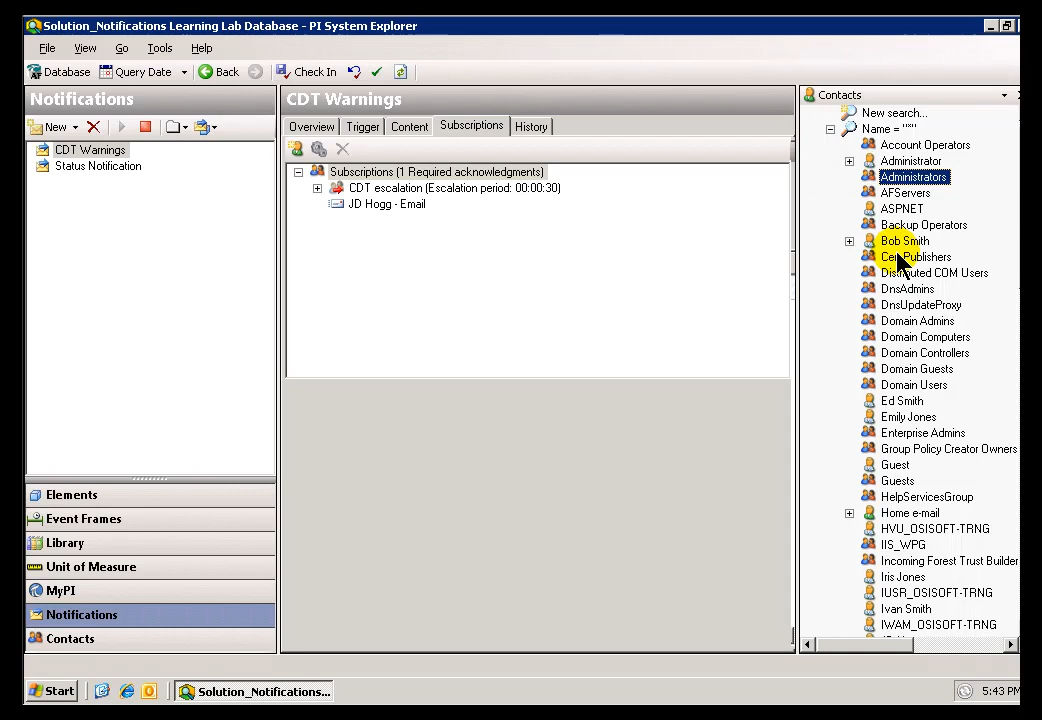 Solution_Notifications Learning Lab Database - PI System Explorer
File View Go Tools Help
Database Query Date Back Check In
Notifications
New
CDT Warnings
Status Notification
Elements
Event Frames
Library
Unit of Measure
MyPI
Notifications
Contacts
CDT Warnings
Overview Trigger Content Subscriptions History
Subscriptions (1 Required acknowledgments)
CDT escalation (Escalation period: 00:00:30)
JD Hogg - Email
Contacts
New search...
Name = "*"
Account Operators
Administrator
Administrators
AFServers
ASPNET
Backup Operators
Bob Smith
Publishers
Distributed COM Users
DnsAdmins
DnsUpdateProxy
Domain Admins
Domain Computers
Domain Controllers
Domain Guests
Domain Users
Ed Smith
Emily Jones
Enterprise Admins
Group Policy Creator Owners
Guest
Guests
HelpServicesGroup
Home e-mail
HVU_OSISOFT-TRNG
IIS_WPG
Incoming Forest Trust Builder
Iris Jones
IUSR_OSISOFT-TRNG
Ivan Smith
IWAM_OSISOFT-TRNG
Start
Solution_Notifications...
5:43 PM